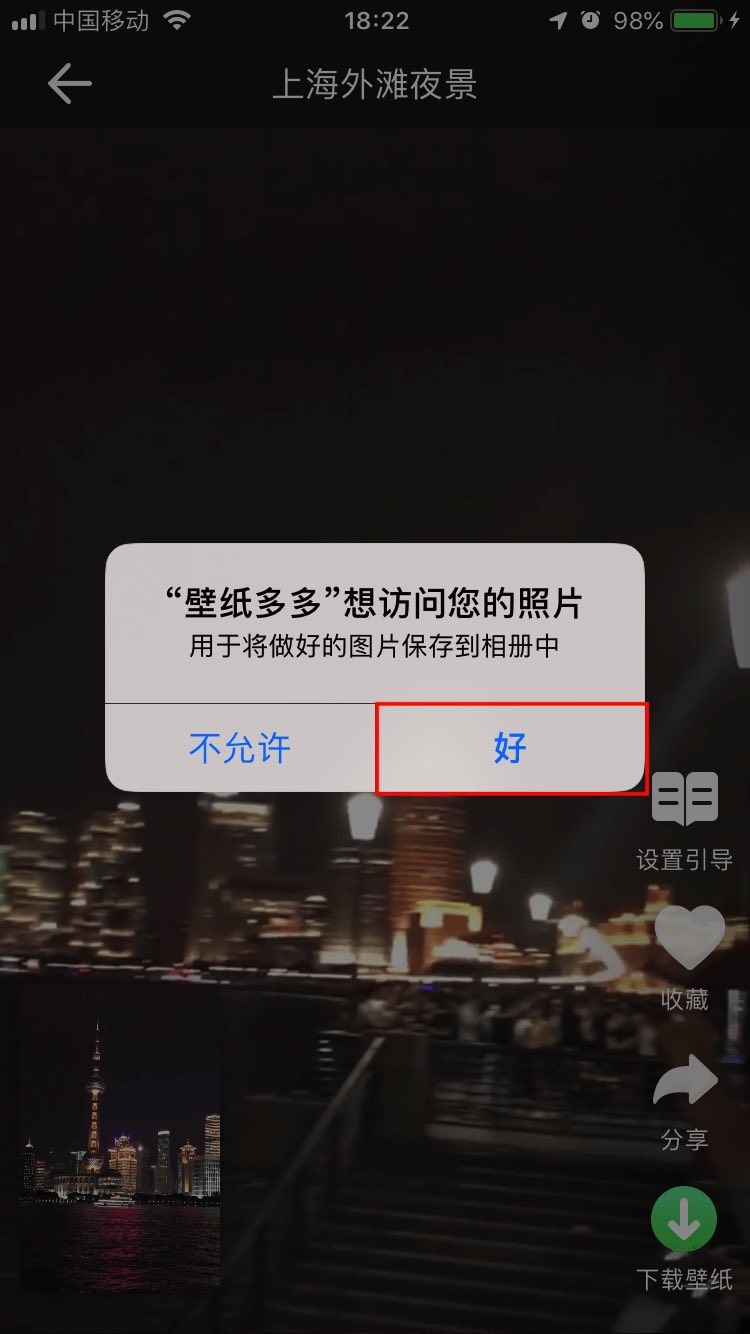 中国移动
18:22
98%
上海外滩夜景
“壁纸多多”想访问您的照片
用于将做好的图片保存到相册中
不允许
好
设置引导
收藏
分享
下载壁纸